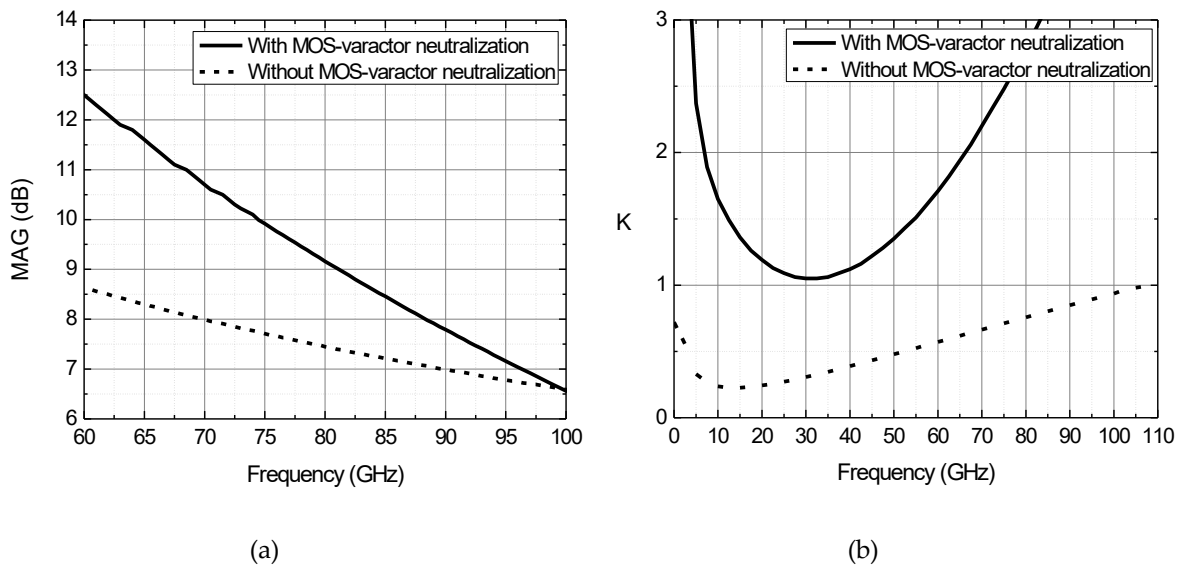 14
13
12
11
10
9
8
7
6
MAG (dB)
With MOS-varactor neutralization
Without MOS-varactor neutralization
60 65 70 75 80 85 90 95 100
Frequency (GHz)
(a)
3
2
1
0
K
With MOS-varactor neutralization
Without MOS-varactor neutralization
0 10 20 30 40 50 60 70 80 90 100 110
Frequency (GHz)
(b)